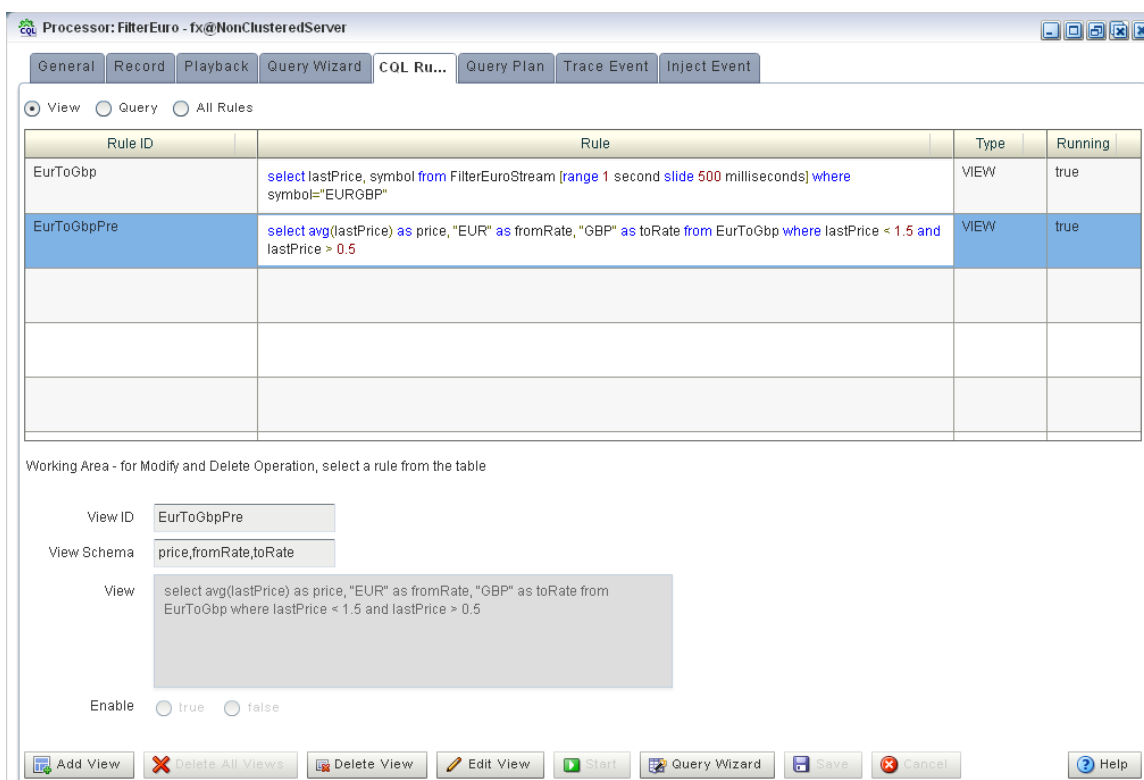 CQL Processor: FilterEuro - fx@NonClusteredServer
General Record Playback Query Wizard CQL Ru... Query Plan Trace Event Inject Event
View Query All Rules
Rule ID Rule Type Running
EurToGbp select lastPrice, symbol from FilterEuroStream [range 1 second slide 500 milliseconds] where VIEW true
symbol="EURGBP"
EurToGbpPre select avg(lastPrice) as price, "EUR" as fromRate, "GBP" as toRate from EurToGbp where lastPrice < 1.5 and VIEW true
lastPrice > 0.5
Working Area - for Modify and Delete Operation, select a rule from the table
View ID EurToGbpPre
View Schema price,fromRate,toRate
View select avg(lastPrice) as price, "EUR" as fromRate, "GBP" as toRate from
EurToGbp where lastPrice < 1.5 and lastPrice > 0.5
Enable true false
Add View Delete All Views Delete View Edit View Start Query Wizard Save Cancel Help